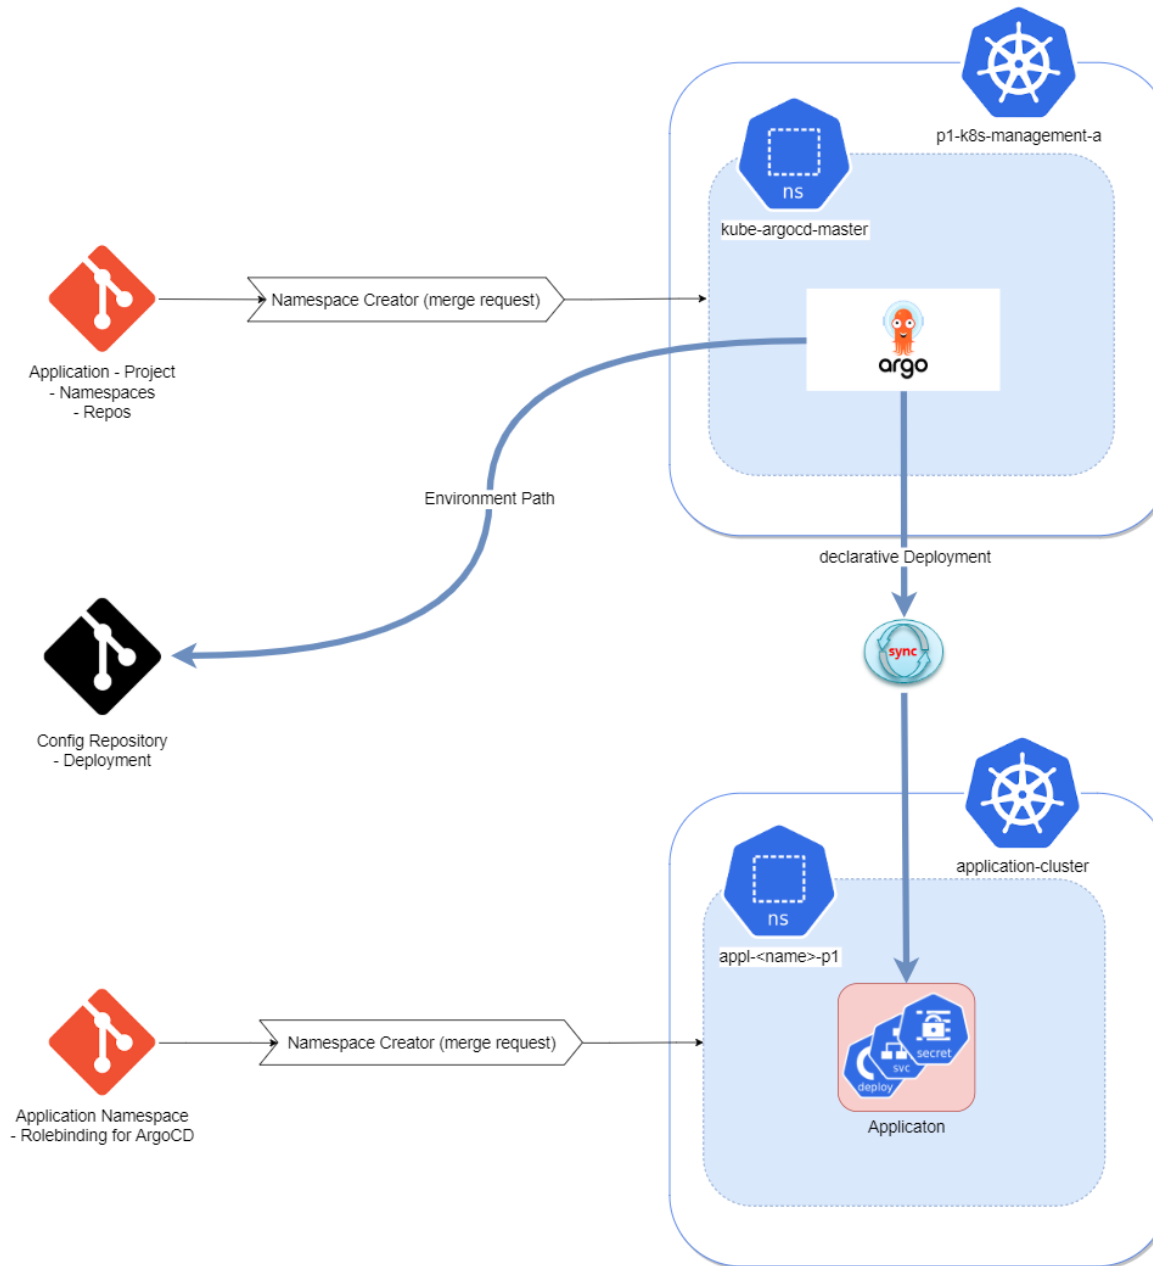 p1-k8s-management-a
ns
kube-argocd-master
Namespace Creator (merge request)
argo
Application - Project
- Namespaces
- Repos
Environment Path
declarative Deployment
sync
Config Repository
- Deployment
application-cluster
ns
appl-<name>-p1
Namespace Creator (merge request)
secret
svc
deploy
Application Namespace
- Rolebinding for ArgoCD
Applicaton